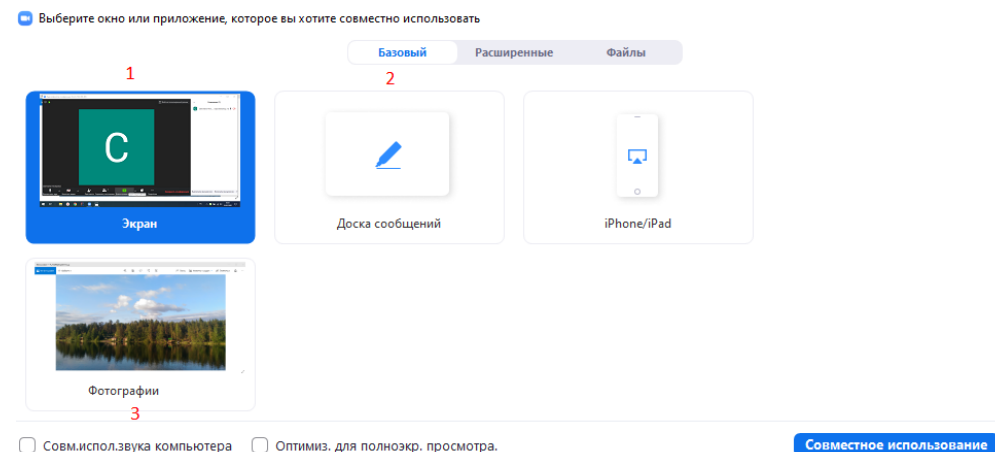 Выберите окно или приложение, которое вы хотите совместно использовать
Базовый Расширенные Файлы
1
2
C
Экран
Доска сообщений
iPhone/iPad
Фотографии
3
Совм.испол.звука компьютера Оптимиз. для полноэкр. просмотра.
Совместное использование